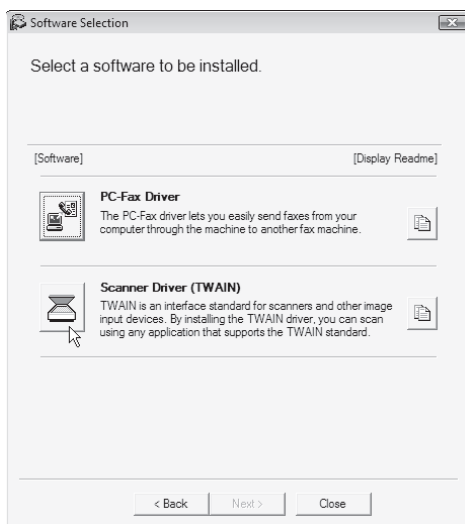 Software Selection
Select a software to be installed.
[Software] [Display Readme]
PC-Fax Driver
The PC-Fax driver lets you easily send faxes from your
computer through the machine to another fax machine.
Scanner Driver (TWAIN)
TWAIN is an interface standard for scanners and other image
input devices. By installing the TWAIN driver, you can scan
using any application that supports the TWAIN standard.
< Back Next > Close